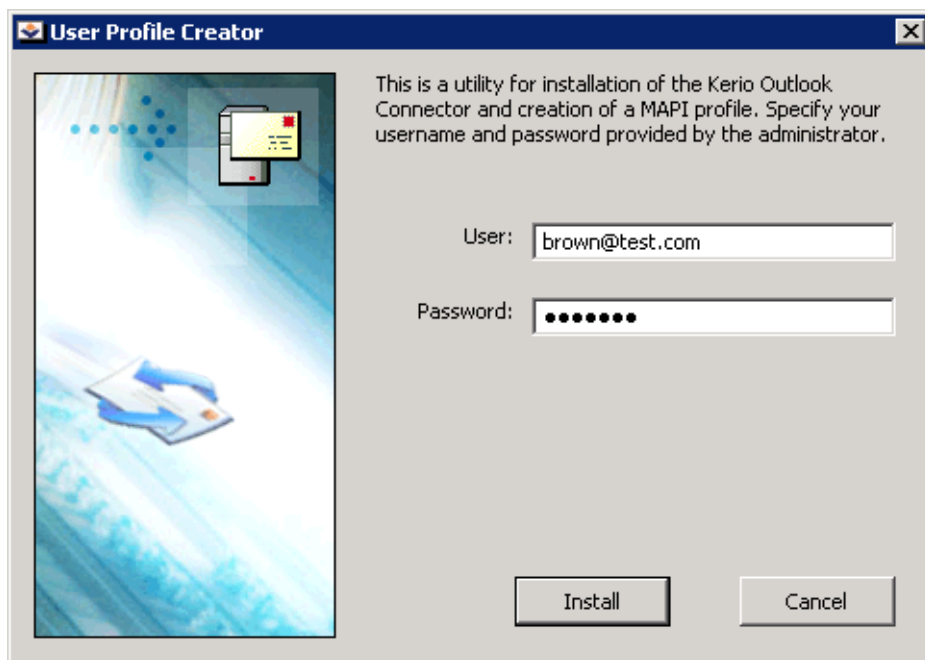 User Profile Creator
This is a utility for installation of the Kerio Outlook
Connector and creation of a MAPI profile. Specify your
username and password provided by the administrator.
User: brown@test.com
Password: •••••••
Install Cancel